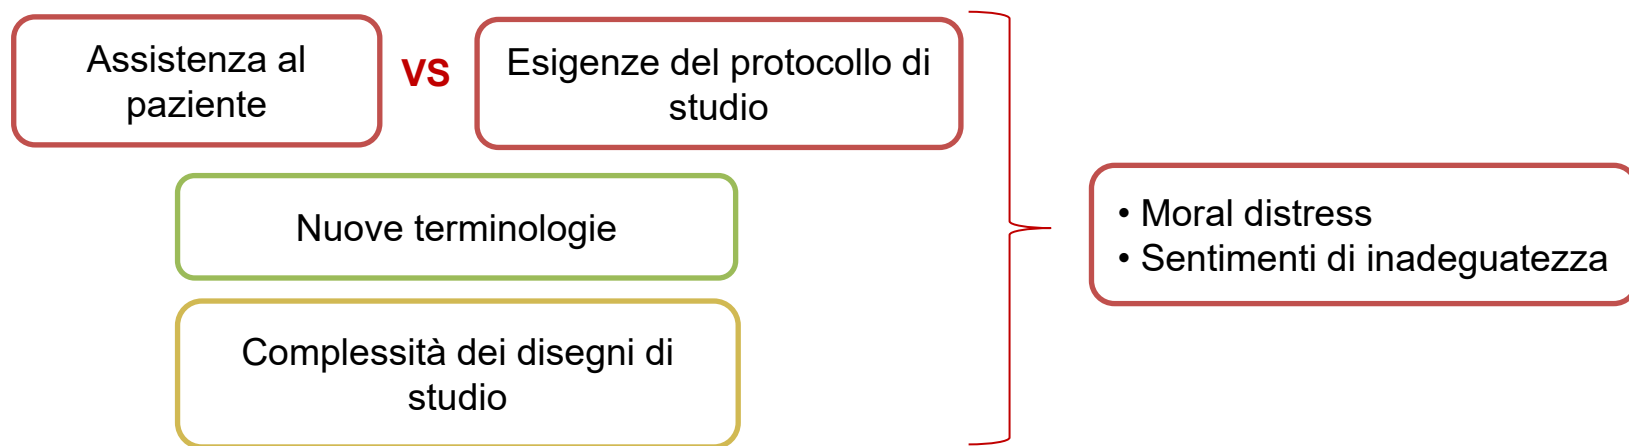 Assistenza al
paziente
VS
Esigenze del protocollo di
studio
Nuove terminologie
Complessità dei disegni di
studio
• Moral distress
• Sentimenti di inadeguatezza